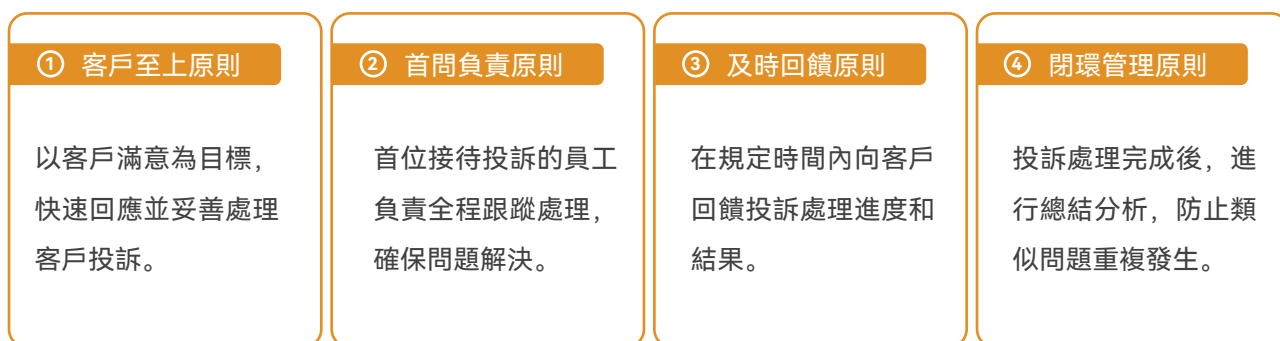 ① 客戶至上原則
以客戶滿意為目標，
快速回應並妥善處理
客戶投訴。
② 首問負責原則
首位接待投訴的員工
負責全程跟蹤處理，
確保問題解決。
③ 及時回饋原則
在規定時間內向客戶
回饋投訴處理進度和
結果。
④ 閉環管理原則
投訴處理完成後，進
行總結分析，防止類
似問題重複發生。